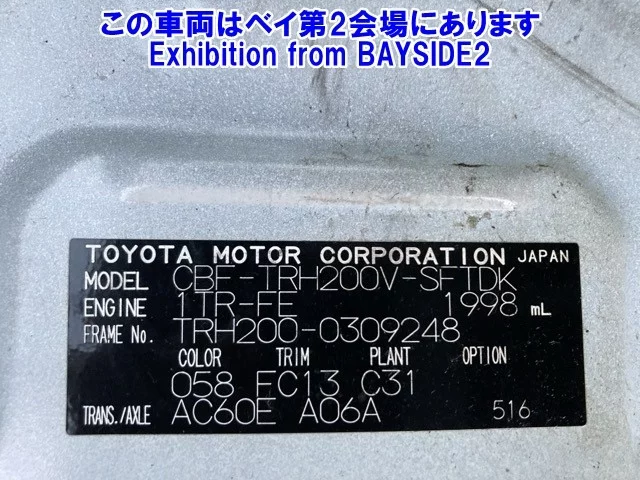 この車両はベイ第2会場にあります
Exhibition from BAYSIDE2
TOYOTA MOTOR CORPORATION JAPAN
MODEL CBF-TRH200V-SFTDK
ENGINE 1TR-FE 1998 mL
FRAME No. TRH200-0309248
COLOR TRIM PLANT OPTION
058 FC13 C31
TRANS./AXLE AC60E A06A 516